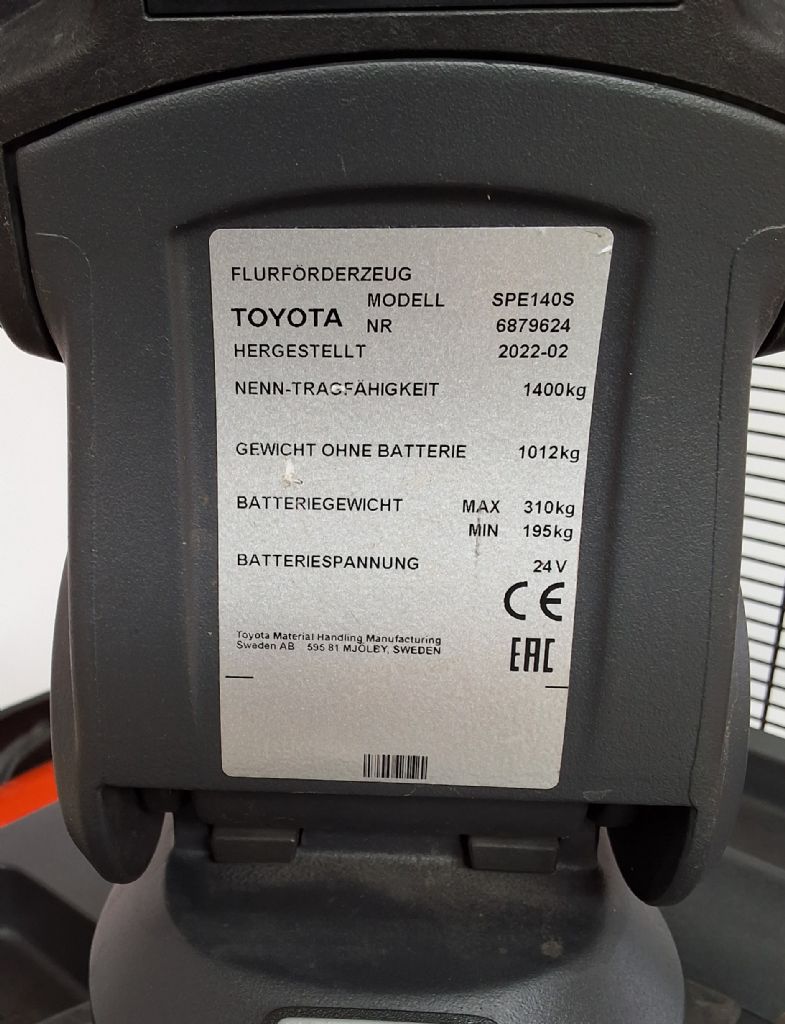 FLURFÖRDERZEUG
TOYOTA MODELL SPE140S
NR 6879624
HERGESTELLT 2022-02
NENN-TRAGFÄHIGKEIT 1400kg
GEWICHT OHNE BATTERIE 1012kg
BATTERIEGEWICHT MAX 310kg
MIN 195kg
BATTERIESPANNUNG 24V
CE
Toyota Material Handling Manufacturing
Sweden AB 595 81 MJÖLBY, SWEDEN
EAC